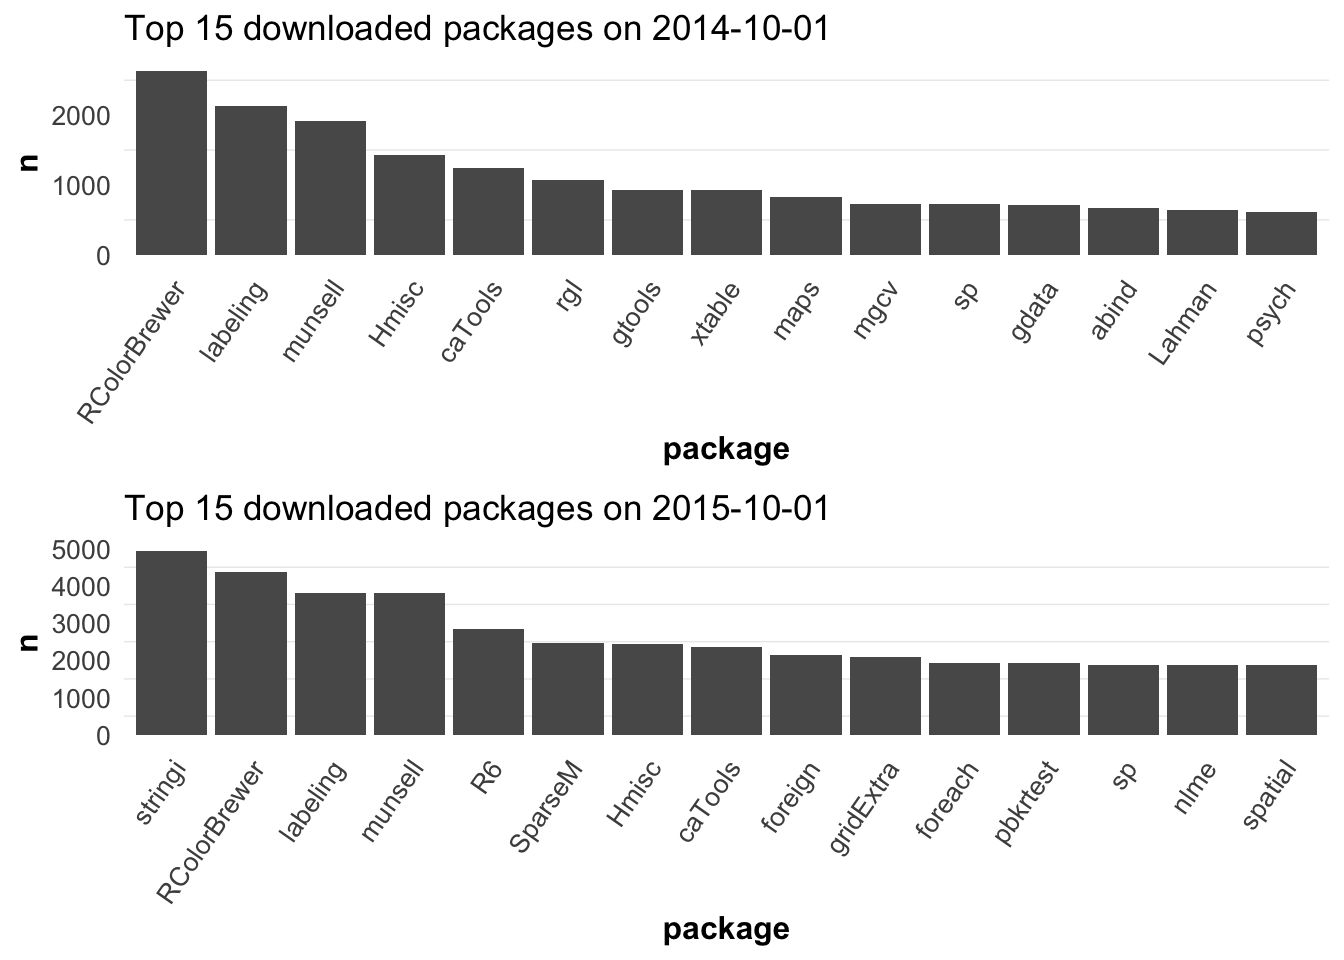 Top 15 downloaded packages on 2014-10-01
2000
1000
0
n
RColorBrewer
labeling
munsell
Hmisc
caTools
rgl
gtools
xtable
maps
mgcv
sp
gdata
abind
Lahman
psych
package
Top 15 downloaded packages on 2015-10-01
5000
4000
3000
2000
1000
0
n
stringi
RColorBrewer
labeling
munsell
R6
SparseM
Hmisc
caTools
foreign
gridExtra
foreach
pbkrtest
sp
nlme
spatial
package